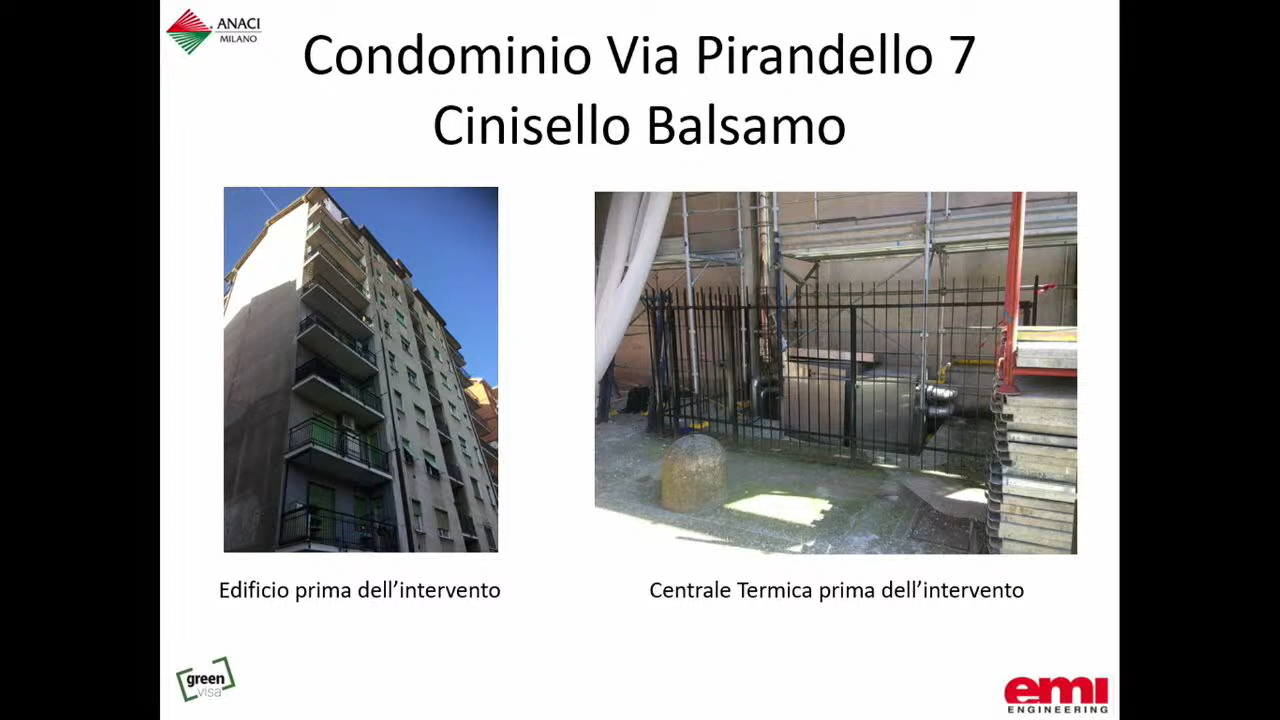 ANACI
MILANO
Condominio Via Pirandello 7
Cinisello Balsamo
Edificio prima dell'intervento
Centrale Termica prima dell'intervento
green
visa
emi
ENGINEERING